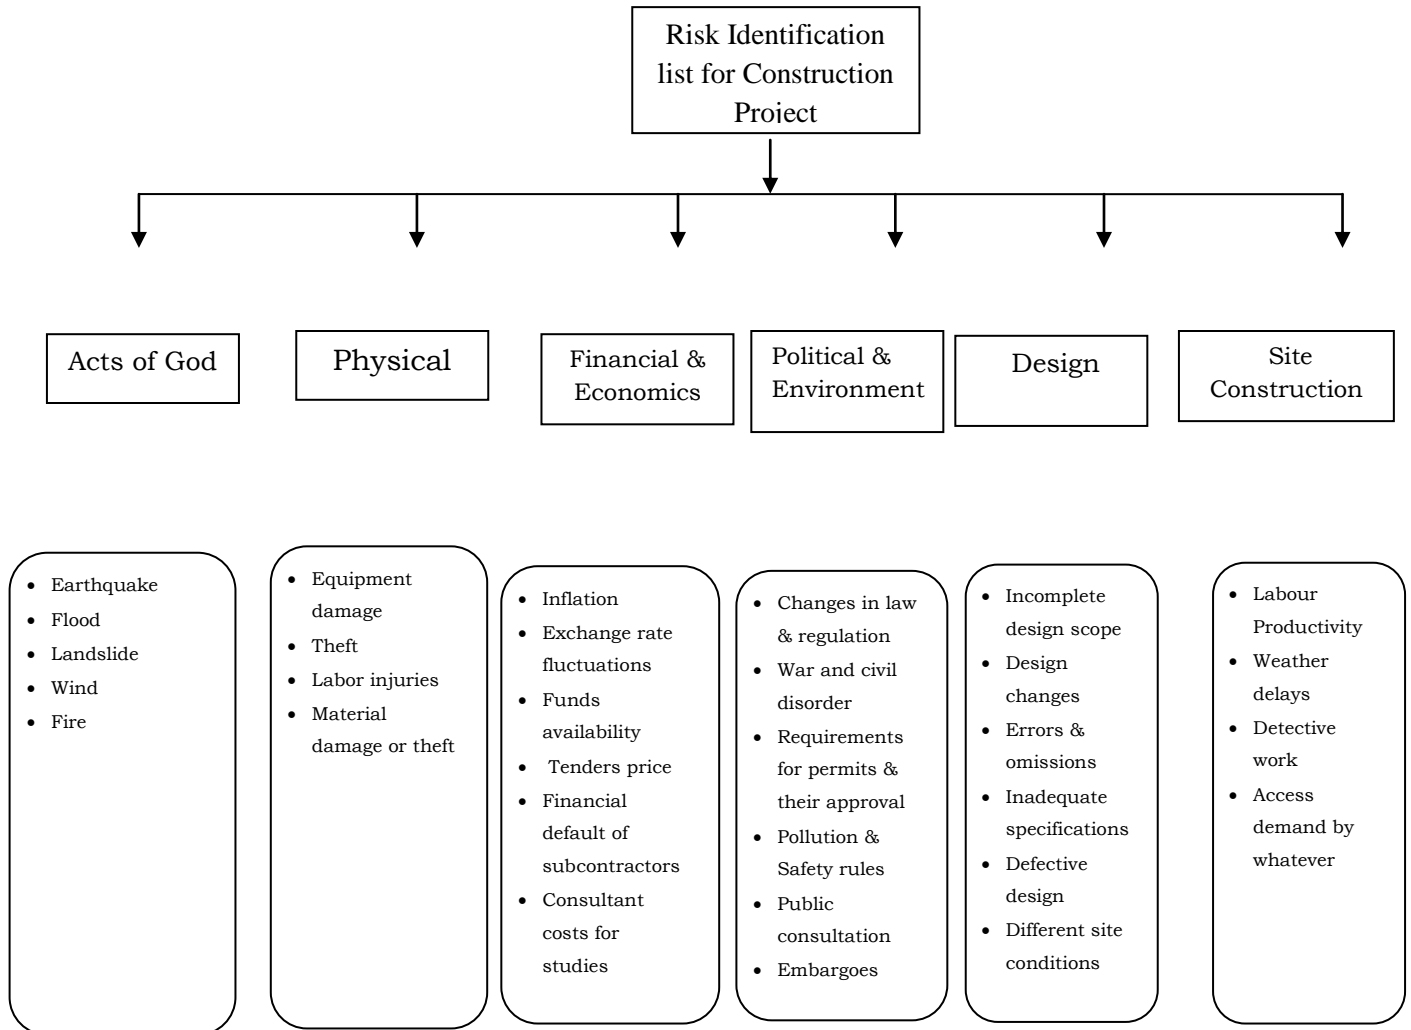 Risk Identification
list for Construction
Project
Acts of God
Physical
Financial &
Economics
Political &
Environment
Design
Site
Construction
• Earthquake
• Flood
• Landslide
• Wind
• Fire
• Equipment
damage
• Theft
• Labor injuries
• Material
damage or theft
• Inflation
• Exchange rate
fluctuations
• Funds
availability
• Tenders price
• Financial
default of
subcontractors
• Consultant
costs for
studies
• Changes in law
& regulation
• War and civil
disorder
• Requirements
for permits &
their approval
• Pollution &
Safety rules
• Public
consultation
• Embargoes
• Incomplete
design scope
• Design
changes
• Errors &
omissions
• Inadequate
specifications
• Defective
design
• Different site
conditions
• Labour
Productivity
• Weather
delays
• Detective
work
• Access
demand by
whatever